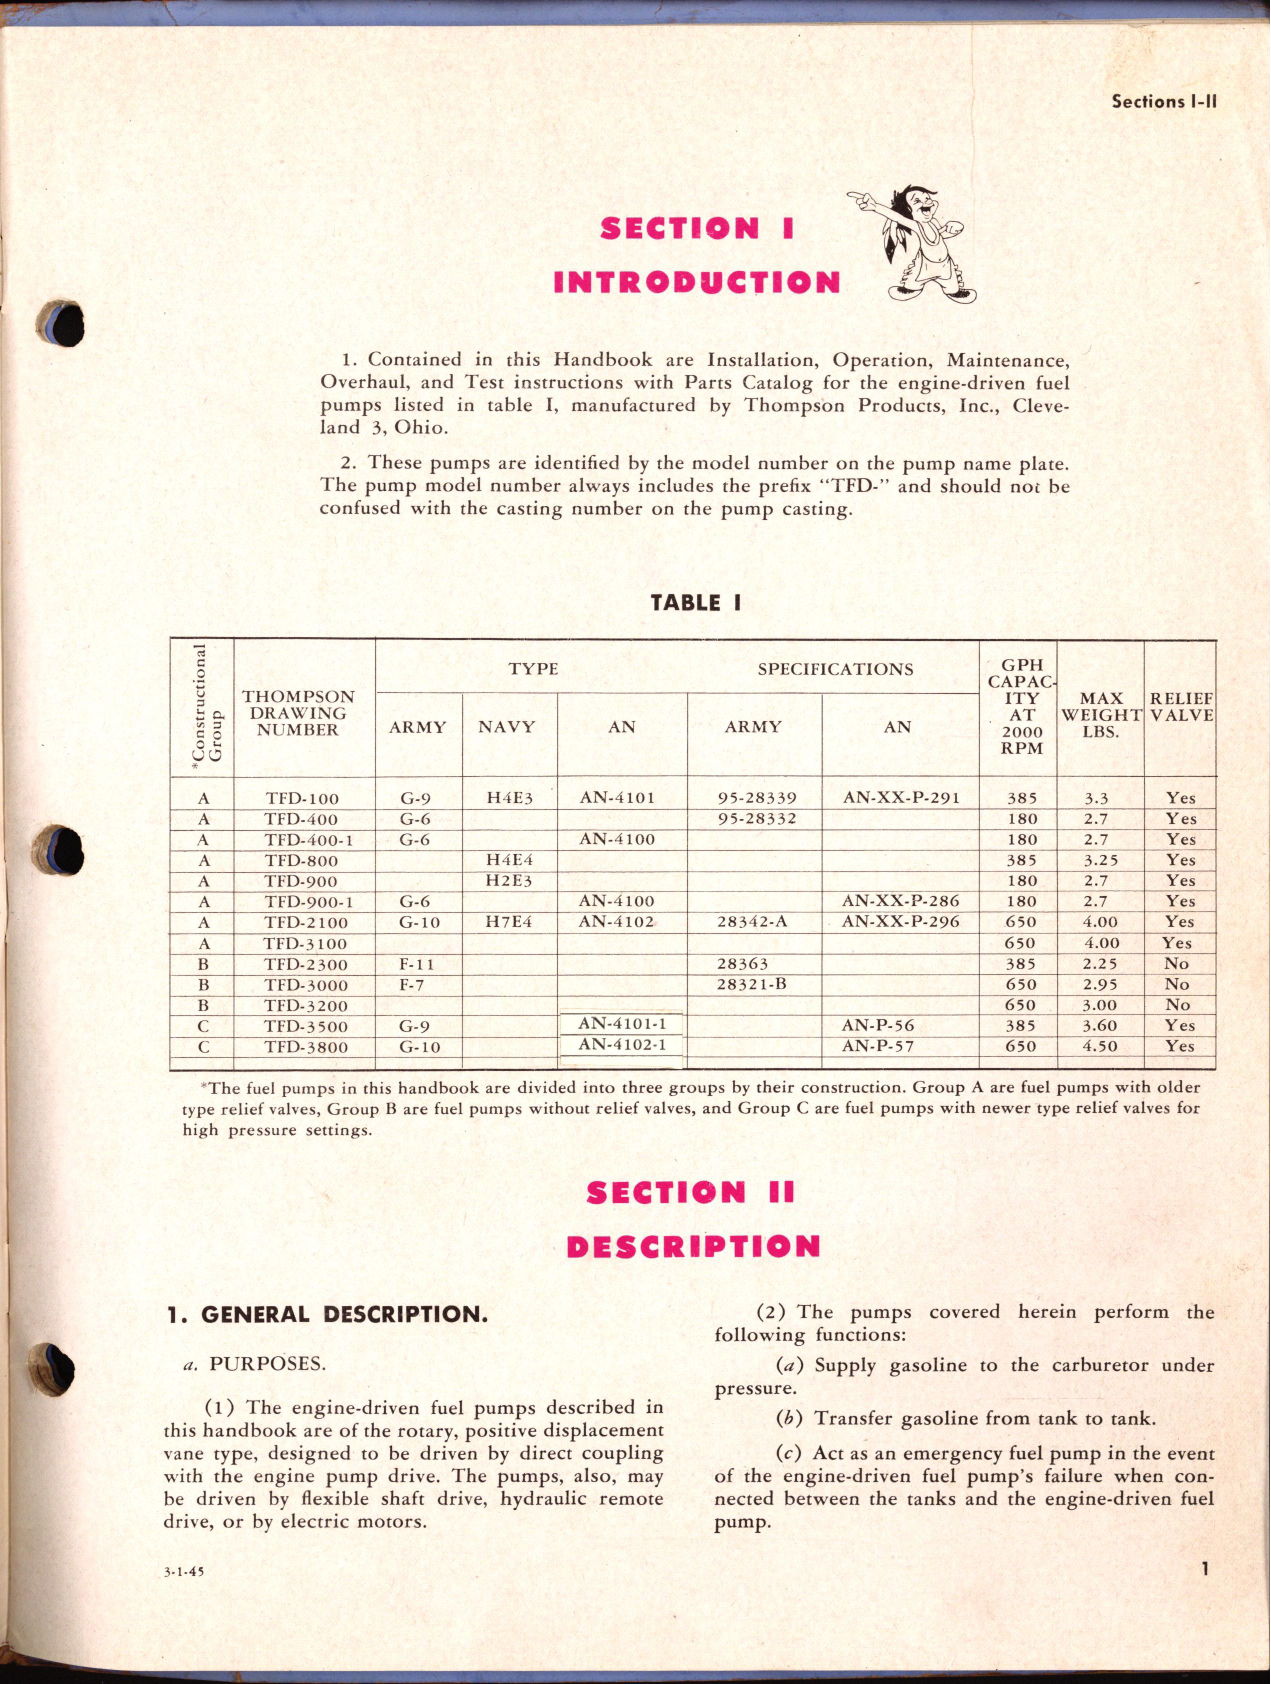 Sections I-II
SECTION I
INTRODUCTION
1. Contained in this Handbook are Installation, Operation, Maintenance,
Overhaul, and Test instructions with Parts Catalog for the engine-driven fuel
pumps listed in table I, manufactured by Thompson Products, Inc., Cleve-
land 3, Ohio.
2. These pumps are identified by the model number on the pump name plate.
The pump model number always includes the prefix "TFD-" and should not be
confused with the casting number on the pump casting.
TABLE I
*Constructional
Group
THOMPSON
DRAWING
NUMBER
TYPE
SPECIFICATIONS
GPH
CAPAC-
ITY
AT
2000
RPM
MAX
WEIGHT
LBS.
RELIEF
VALVE
ARMY NAVY AN ARMY AN
A TFD-100 G-9 H4E3 AN-4101 95-28339 AN-XX-P-291 385 3.3 Yes
A TFD-400 G-6 95-28332 180 2.7 Yes
A TFD-400-1 G-6 AN-4100 180 2.7 Yes
A TFD-800 H4E4 385 3.25 Yes
A TFD-900 H2E3 180 2.7 Yes
A TFD-900-1 G-6 AN-4100 AN-XX-P-286 180 2.7 Yes
A TFD-2100 G-10 H7E4 AN-4102 28342-A AN-XX-P-296 650 4.00 Yes
A TFD-3100 650 4.00 Yes
B TFD-2300 F-11 28363 385 2.25 No
B TFD-3000 F-7 28321-B 650 2.95 No
B TFD-3200 650 3.00 No
C TFD-3500 G-9 AN-4101-1 AN-P-56 385 3.60 Yes
C TFD-3800 G-10 AN-4102-1 AN-P-57 650 4.50 Yes
*The fuel pumps in this handbook are divided into three groups by their construction. Group A are fuel pumps with older
type relief valves, Group B are fuel pumps without relief valves, and Group C are fuel pumps with newer type relief valves for
high pressure settings.
SECTION II
DESCRIPTION
1. GENERAL DESCRIPTION.
a. PURPOSES.
(1) The engine-driven fuel pumps described in
this handbook are of the rotary, positive displacement
vane type, designed to be driven by direct coupling
with the engine pump drive. The pumps, also, may
be driven by flexible shaft drive, hydraulic remote
drive, or by electric motors.
(2) The pumps covered herein perform the
following functions:
(a) Supply gasoline to the carburetor under
pressure.
(b) Transfer gasoline from tank to tank.
(c) Act as an emergency fuel pump in the event
of the engine-driven fuel pump's failure when con-
nected between the tanks and the engine-driven fuel
pump.
3-1-45
1